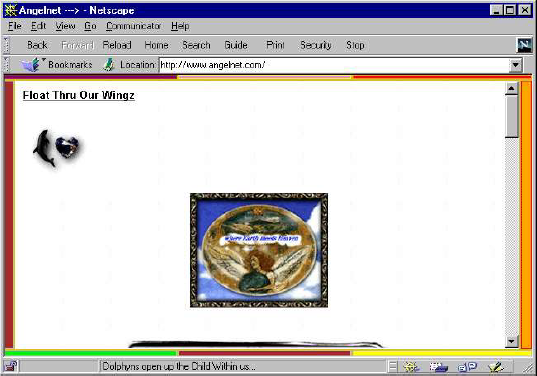 Angelnet ---> - Netscape
File Edit View Go Communicator Help
Back Forward Reload Home Search Guide Print Security Stop
Bookmarks Location: http://www.angelnet.com/
Float Thru Our Wingz
where Earth Meets Heaven
Dolphyns open up the Child Within us...